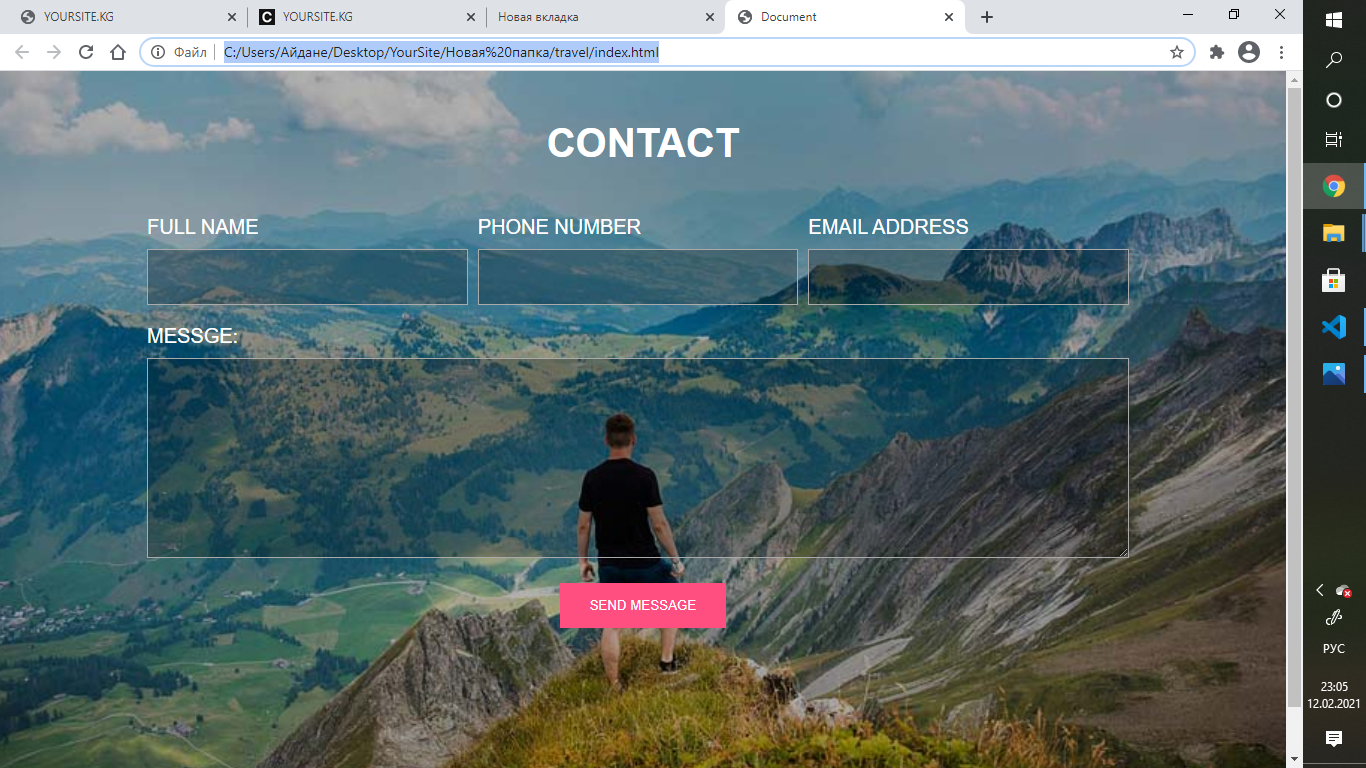 YOURSITE.KG
C YOURSITE.KG
Новая вкладка
Document
Файл
C:/Users/Айдане/Desktop/YourSite/Новая%20папка/travel/index.html
CONTACT
FULL NAME
PHONE NUMBER
EMAIL ADDRESS
MESSGE:
SEND MESSAGE
РУС
23:05
12.02.2021